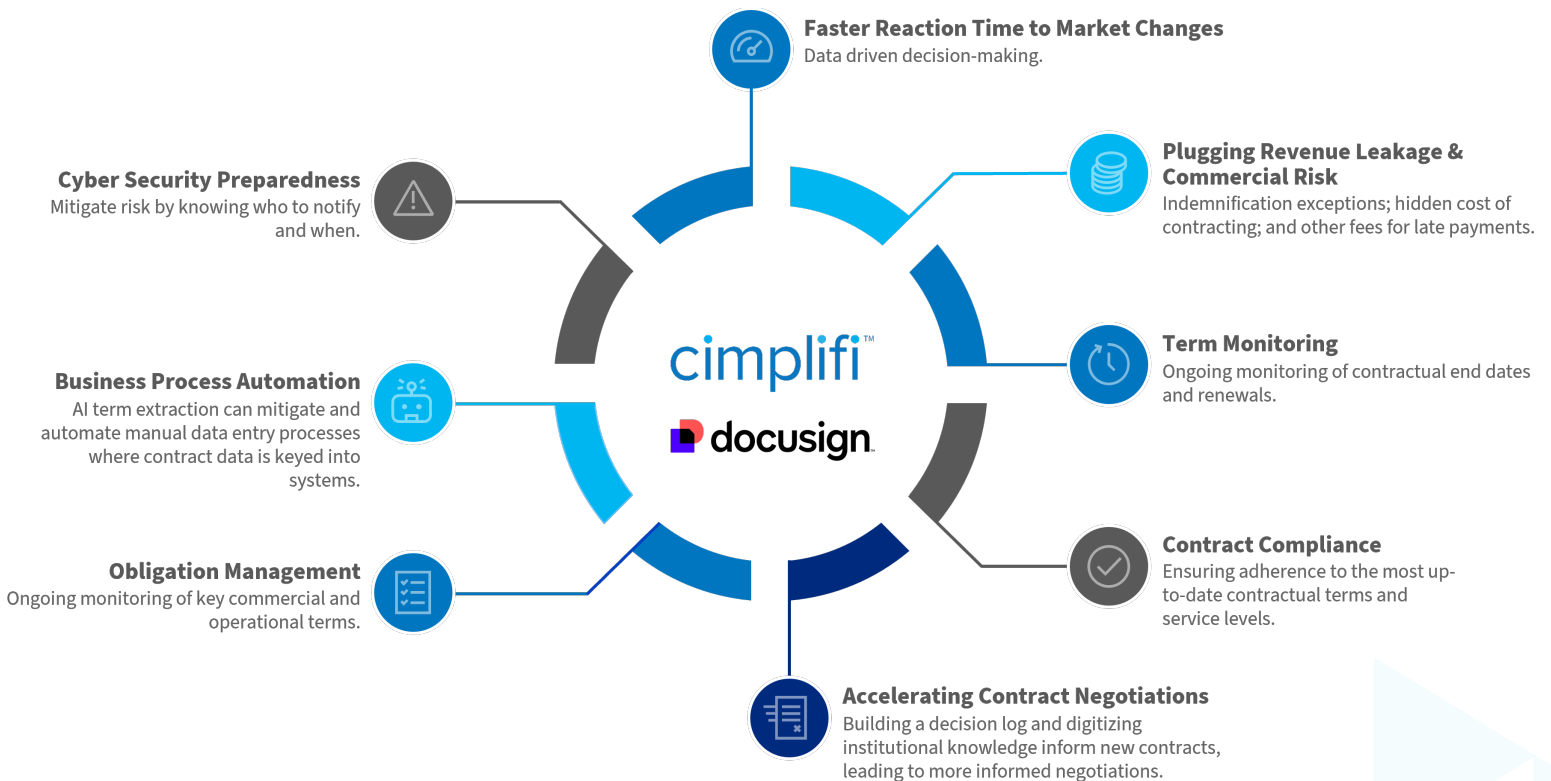 Faster Reaction Time to Market Changes
Data driven decision-making.
Plugging Revenue Leakage &
Commercial Risk
Indemnification exceptions; hidden cost of
contracting; and other fees for late payments.
Term Monitoring
Ongoing monitoring of contractual end dates
and renewals.
Contract Compliance
Ensuring adherence to the most up-
to-date contractual terms and
service levels.
Accelerating Contract Negotiations
Building a decision log and digitizing
institutional knowledge inform new contracts,
leading to more informed negotiations.
Obligation Management
Ongoing monitoring of key commercial and
operational terms.
Business Process Automation
AI term extraction can mitigate and
automate manual data entry processes
where contract data is keyed into
systems.
Cyber Security Preparedness
Mitigate risk by knowing who to notify
and when.
cimplifi™
docusign™